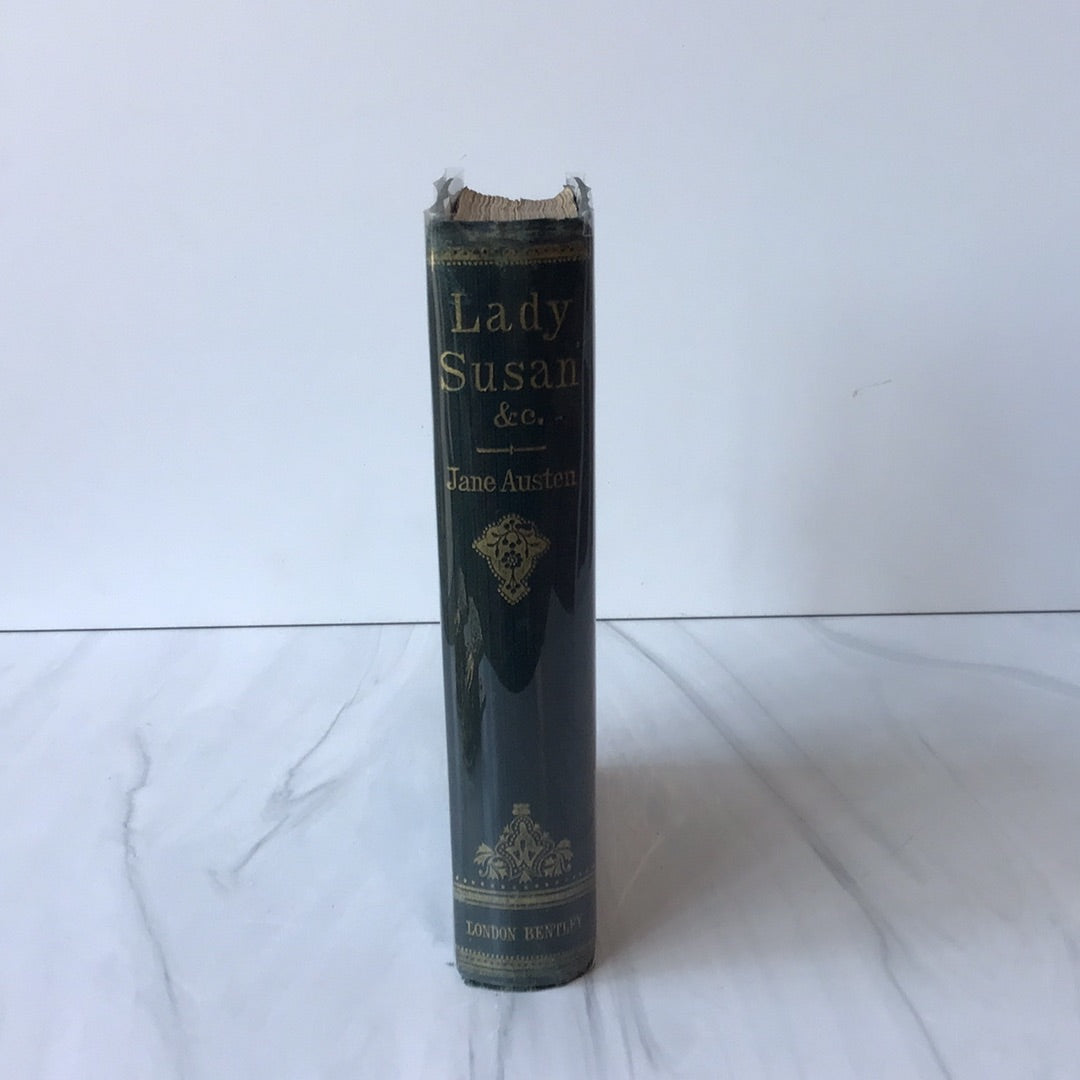 Lady
Susan
&c.
Jane Austen
LONDON BENTLEY